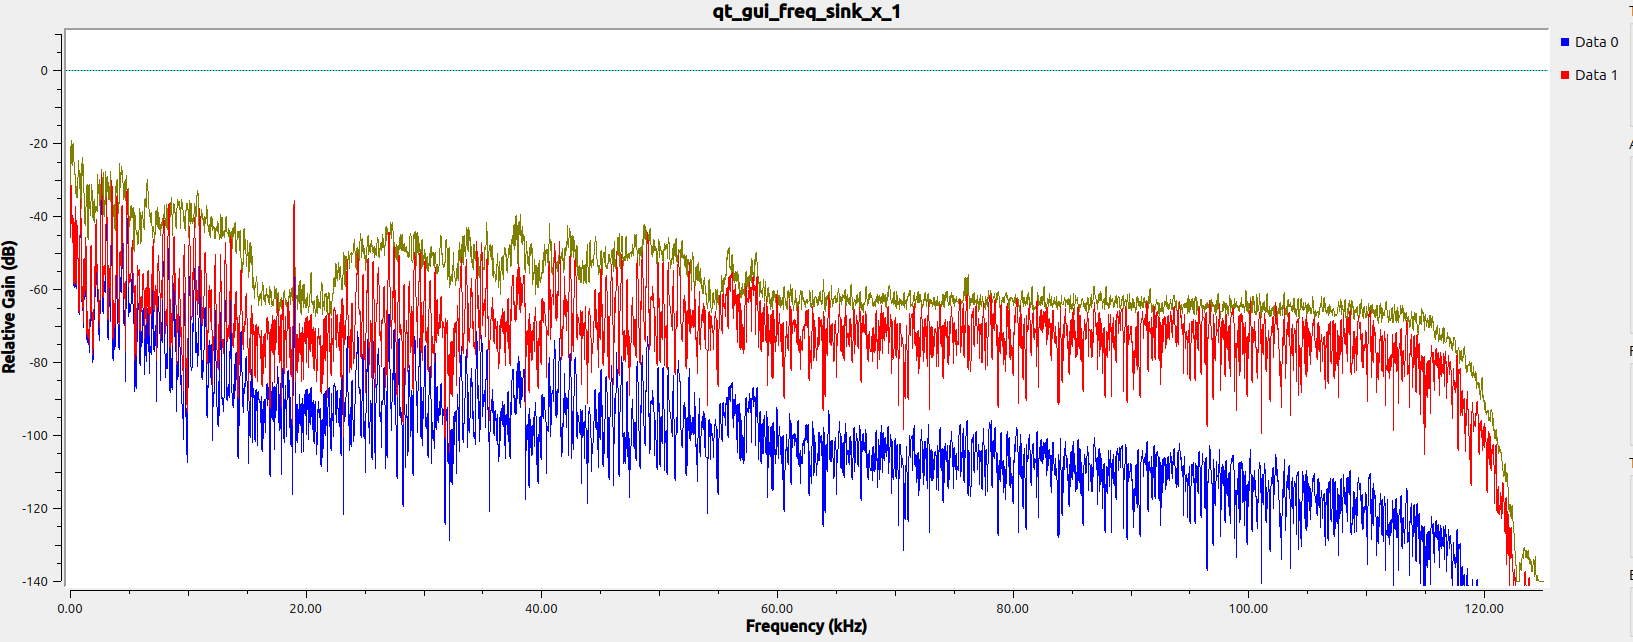 qt_gui_freq_sink_x_1
Data 0
Data 1
Relative Gain (dB)
0
-20
-40
-60
-80
-100
-120
-140
0.00 20.00 40.00 60.00 80.00 100.00 120.00
Frequency (kHz)